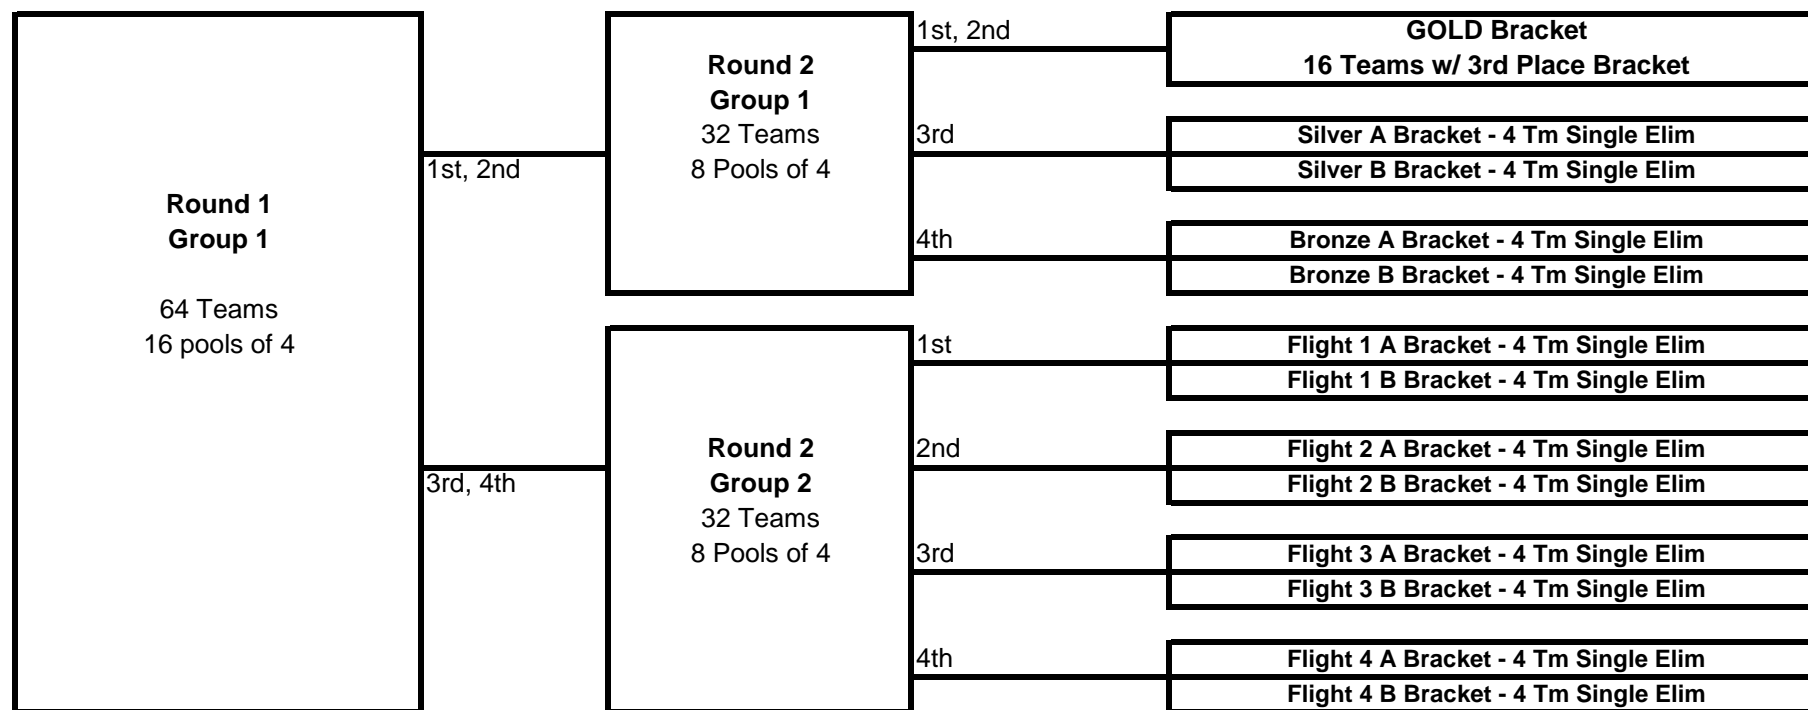 Round 1
Group 1
64 Teams
16 pools of 4
1st, 2nd
3rd, 4th
Round 2
Group 1
32 Teams
8 Pools of 4
1st, 2nd
3rd
4th
GOLD Bracket
16 Teams w/ 3rd Place Bracket
Silver A Bracket - 4 Tm Single Elim
Silver B Bracket - 4 Tm Single Elim
Bronze A Bracket - 4 Tm Single Elim
Bronze B Bracket - 4 Tm Single Elim
Round 2
Group 2
32 Teams
8 Pools of 4
1st
2nd
3rd
4th
Flight 1 A Bracket - 4 Tm Single Elim
Flight 1 B Bracket - 4 Tm Single Elim
Flight 2 A Bracket - 4 Tm Single Elim
Flight 2 B Bracket - 4 Tm Single Elim
Flight 3 A Bracket - 4 Tm Single Elim
Flight 3 B Bracket - 4 Tm Single Elim
Flight 4 A Bracket - 4 Tm Single Elim
Flight 4 B Bracket - 4 Tm Single Elim